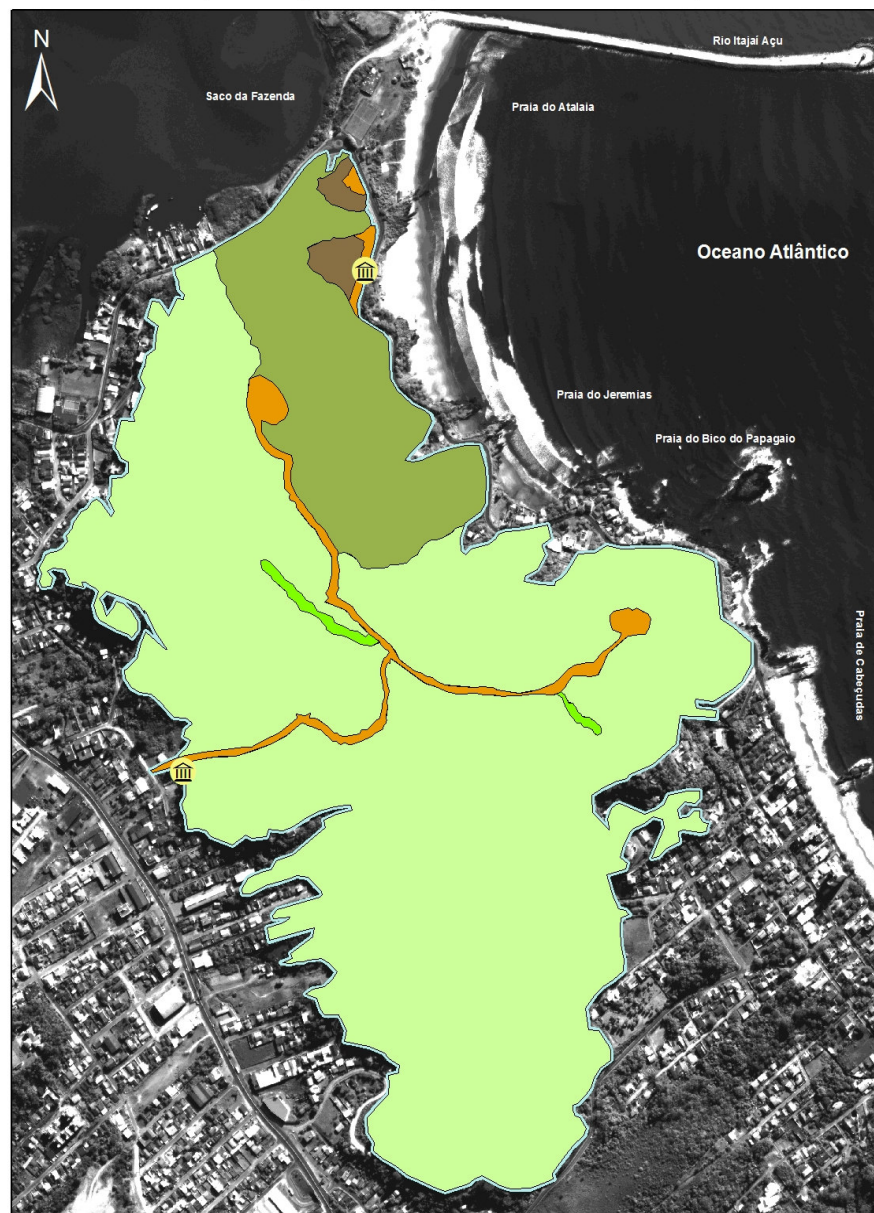 N
Rio Itajaí Açu
Saco da Fazenda
Praia do Atalaia
Oceano Atlântico
Praia do Jeremias
Praia do Bico do Papagaio
Praia de Cabeçudas